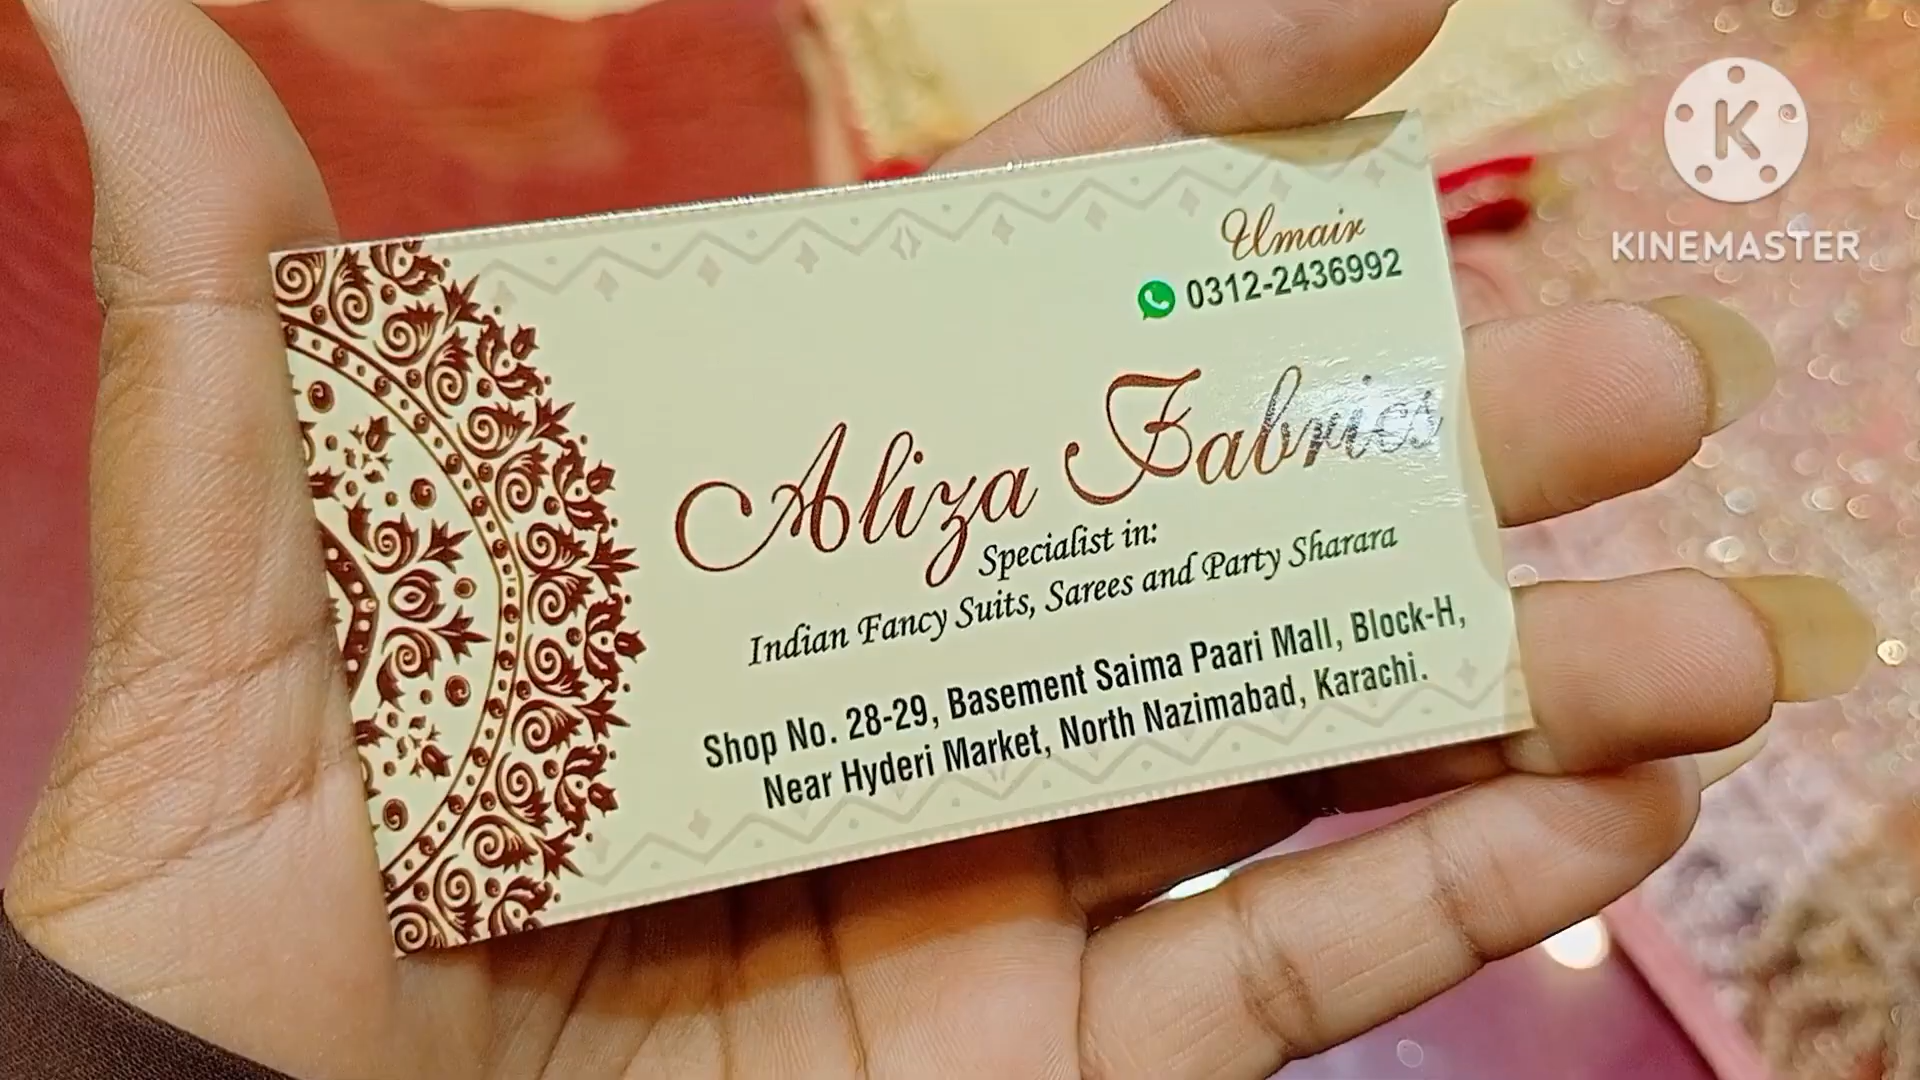 Umair
0312-2436992
Aliza Fabrics
Specialist in:
Indian Fancy Suits, Sarees and Party Sharara
Shop No. 28-29, Basement Saima Paari Mall, Block-H,
Near Hyderi Market, North Nazimabad, Karachi.
K
KINEMASTER